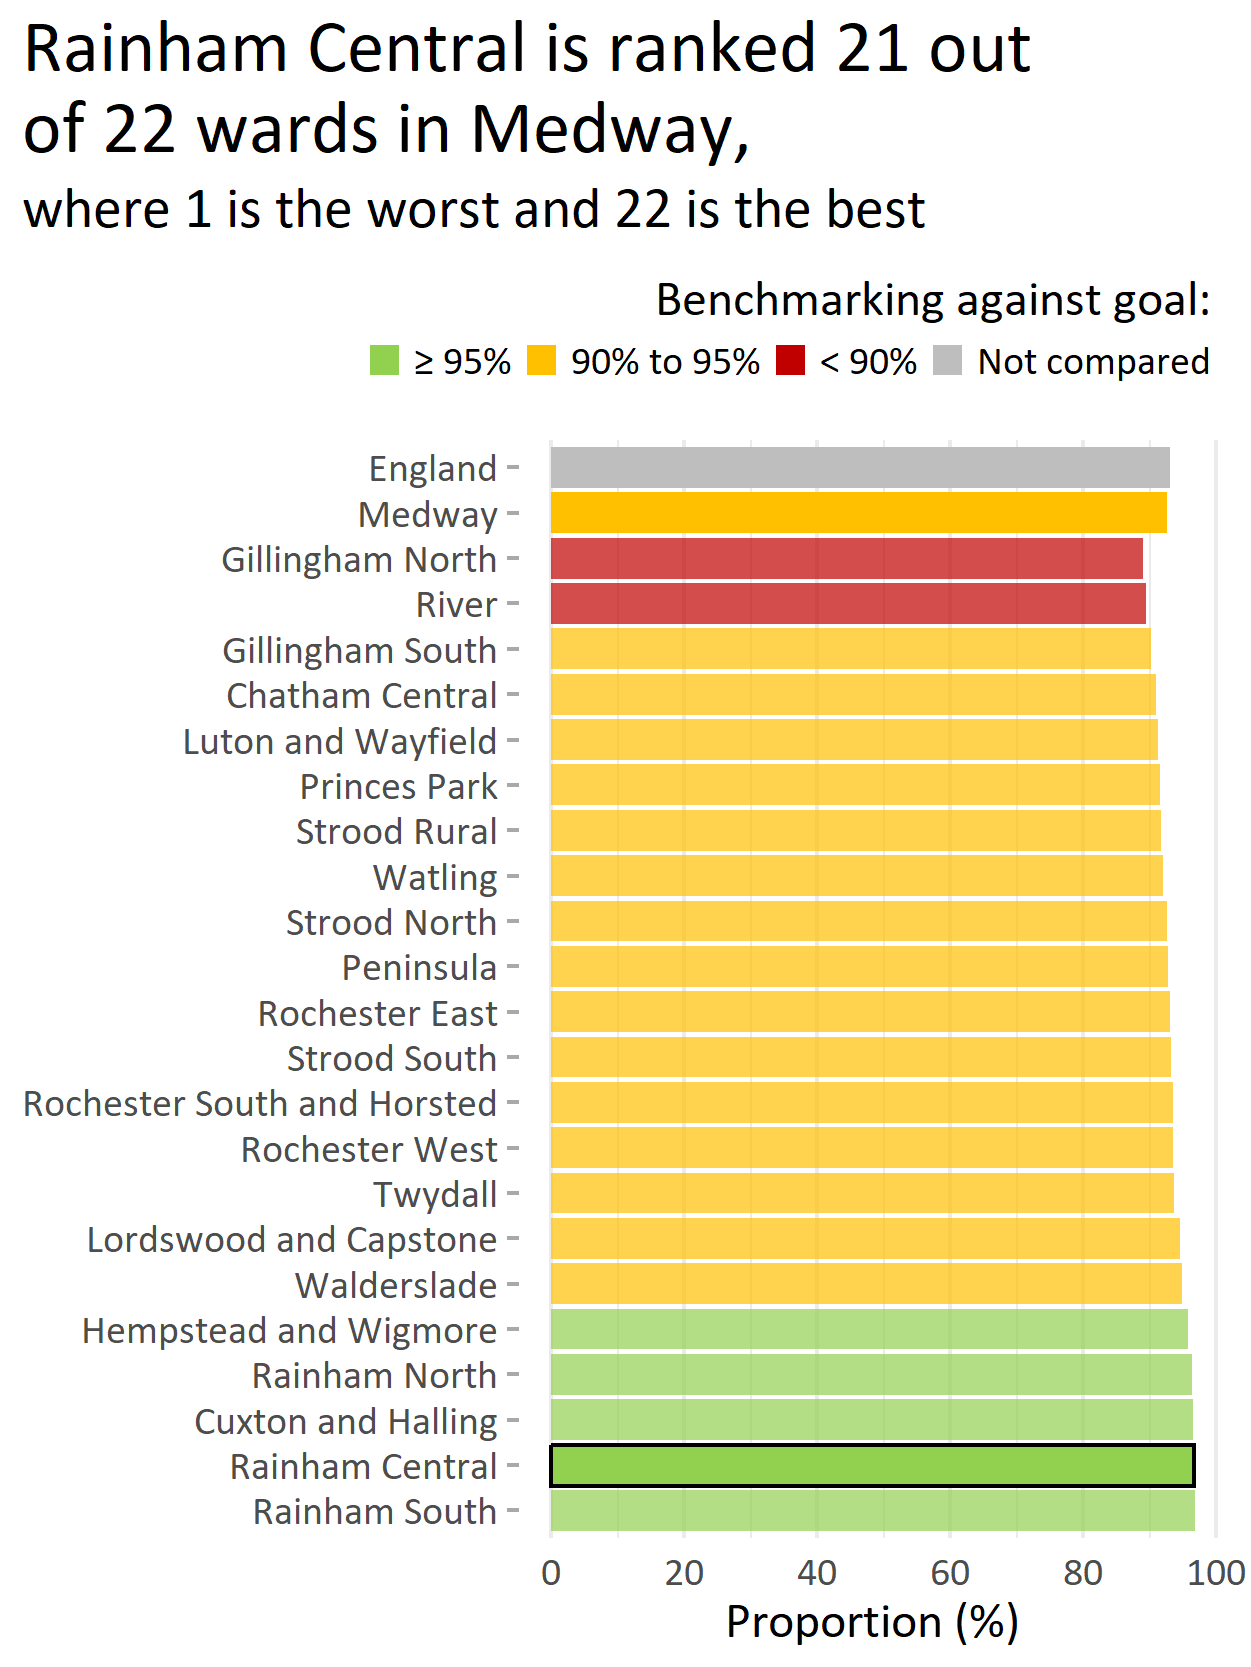 Rainham Central is ranked 21 out
of 22 wards in Medway,
where 1 is the worst and 22 is the best
Benchmarking against goal:
≥ 95% 90% to 95% < 90% Not compared
England
Medway
Gillingham North
River
Gillingham South
Chatham Central
Luton and Wayfield
Princes Park
Strood Rural
Watling
Strood North
Peninsula
Rochester East
Strood South
Rochester South and Horsted
Rochester West
Twydall
Lordswood and Capstone
Walderslade
Hempstead and Wigmore
Rainham North
Cuxton and Halling
Rainham Central
Rainham South
0 20 40 60 80 100
Proportion (%)